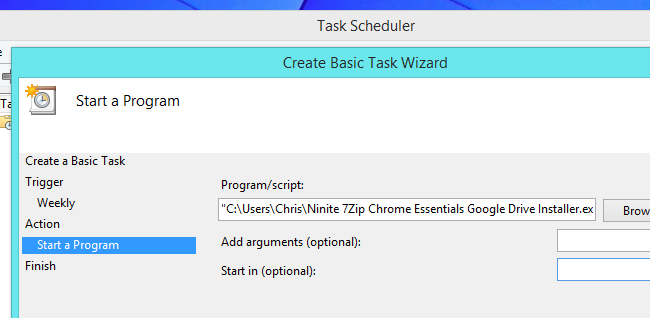 Task Scheduler
Create Basic Task Wizard
Start a Program
Create a Basic Task
Trigger
Weekly
Action
Start a Program
Finish
Program/script:
"C:\Users\Chris\Ninite 7Zip Chrome Essentials Google Drive Installer.ex
Brow
Add arguments (optional):
Start in (optional):